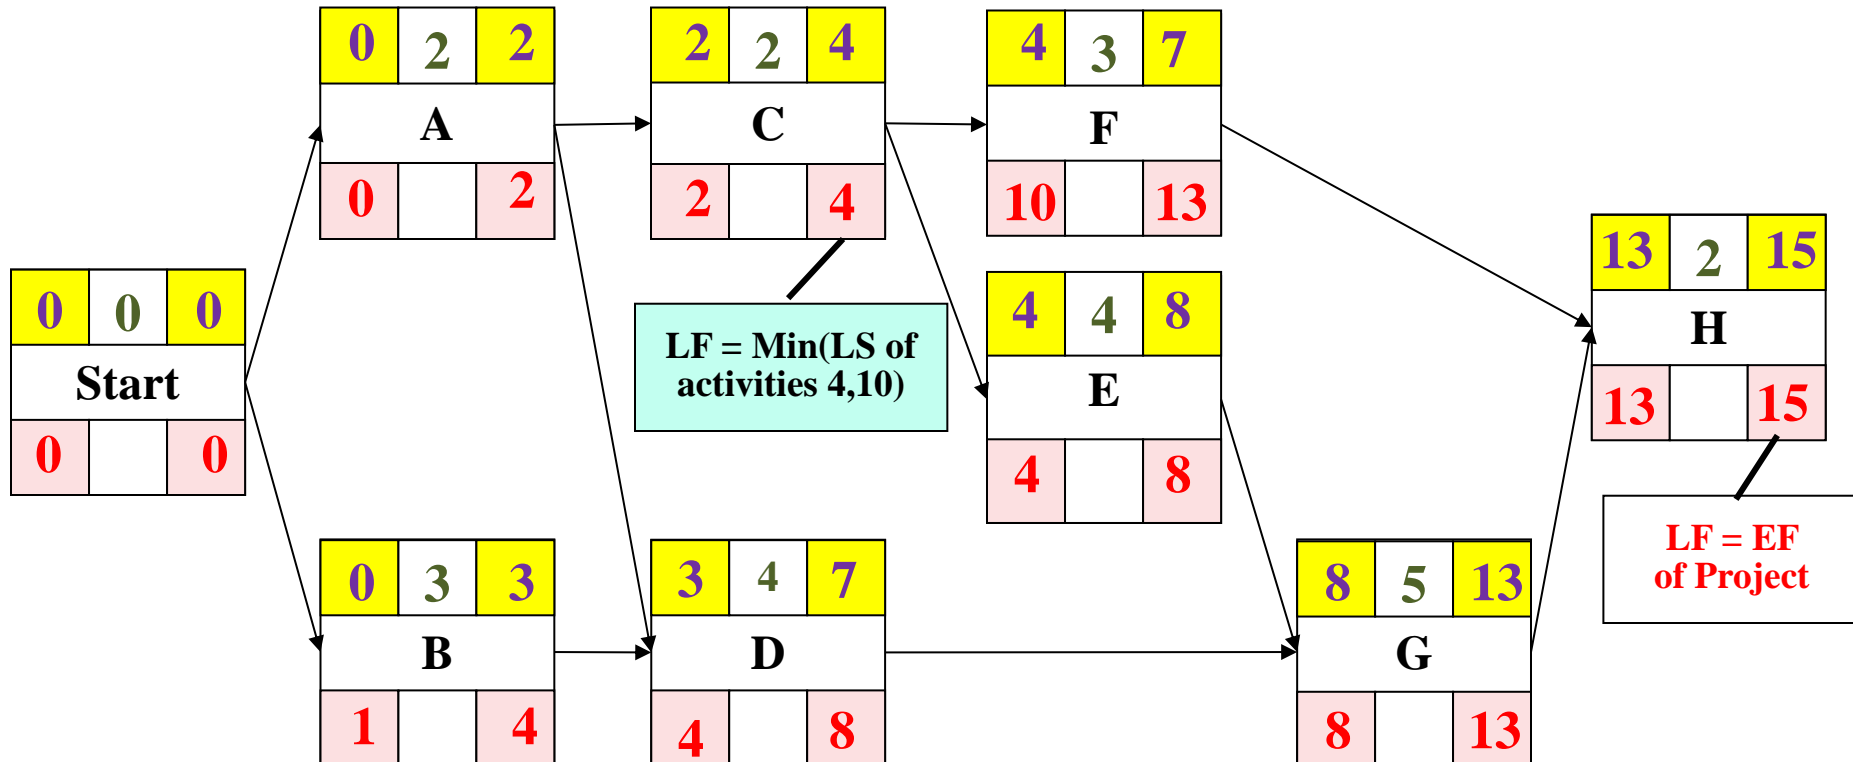 0 2 2
A
0 2
2 2 4
C
2 4
4 3 7
F
10 13
0 0 0
Start
0 0
LF = Min(LS of
activities 4,10)
4 4 8
E
4 8
13 2 15
H
13 15
LF = EF
of Project
0 3 3
B
1 4
3 4 7
D
4 8
8 5 13
G
8 13